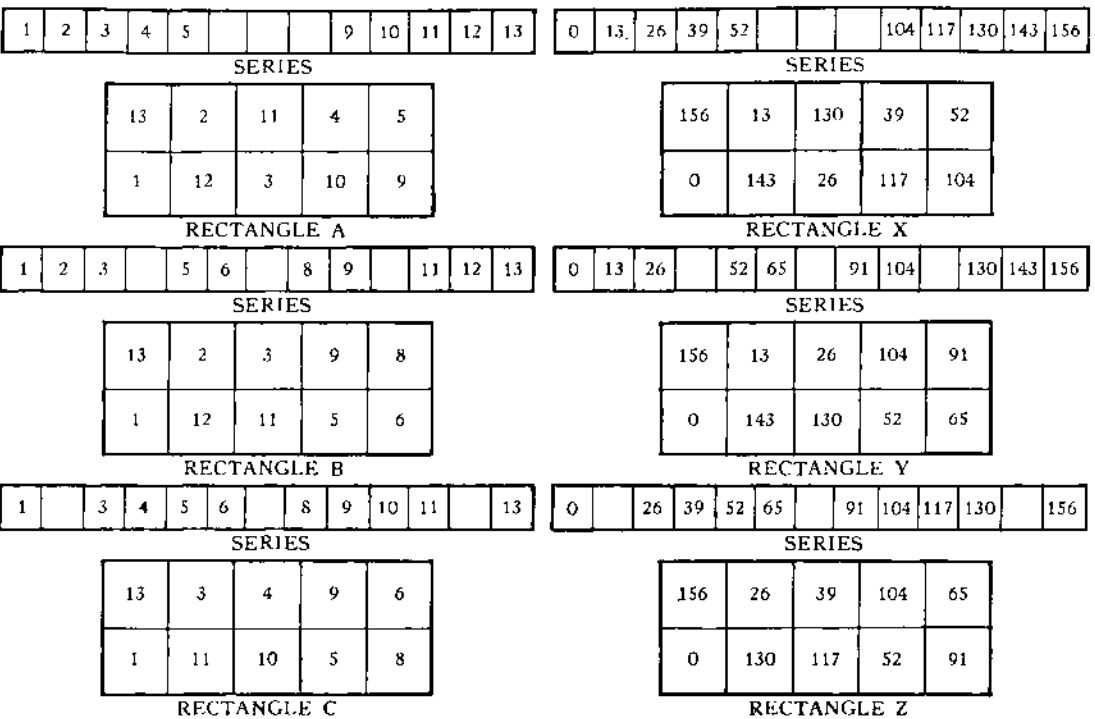 1 2 3 4 5 9 10 11 12 13
SERIES
13 2 11 4 5
1 12 3 10 9
RECTANGLE A
0 13 26 39 52 104 117 130 143 156
SERIES
156 13 130 39 52
0 143 26 117 104
RECTANGLE X
1 2 3 5 6 8 9 11 12 13
SERIES
13 2 3 9 8
1 12 11 5 6
RECTANGLE B
0 13 26 52 65 91 104 130 143 156
SERIES
156 13 26 104 91
0 143 130 52 65
RECTANGLE Y
1 3 4 5 6 8 9 10 11 13
SERIES
13 3 4 9 6
1 11 10 5 8
RECTANGLE C
0 26 39 52 65 91 104 117 130 156
SERIES
156 26 39 104 65
0 130 117 52 91
RECTANGLE Z